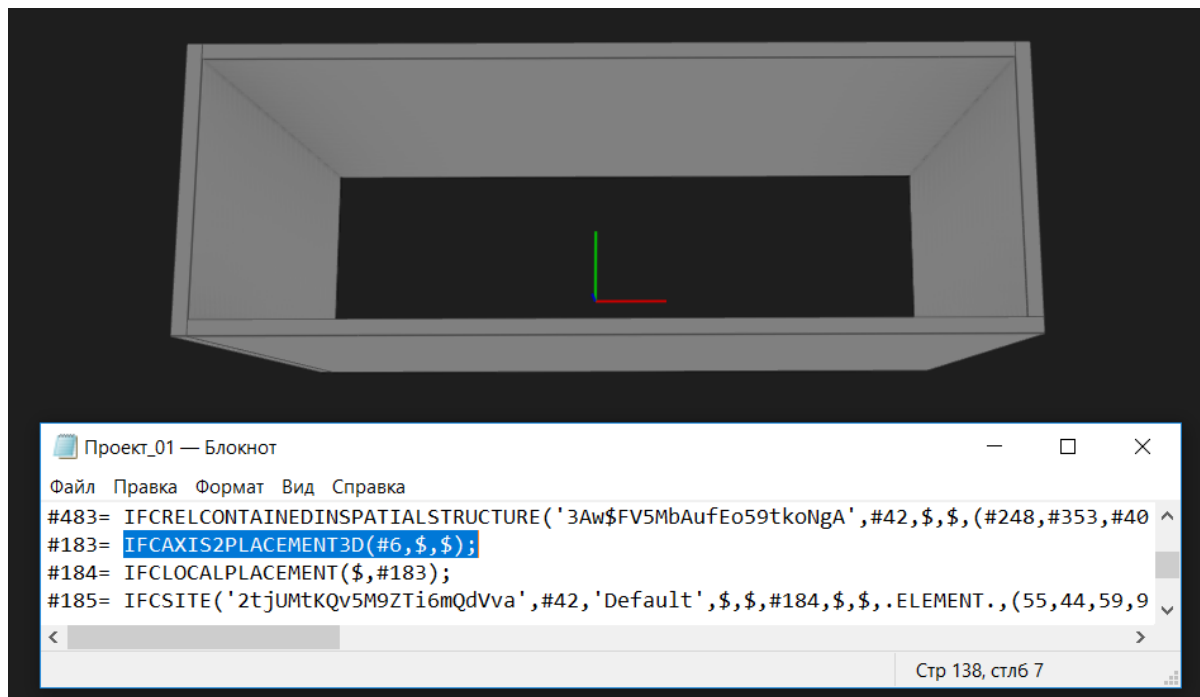 Проект_01 — Блокнот
Файл Правка Формат Вид Справка
#483= IFCRELCONTAINEDINSPATIALSTRUCTURE('3Aw$FV5MbAufEo59tkoNgA',#42,$,$,(#248,#353,#40
#183= IFCAXIS2PLACEMENT3D(#6,$,$);
#184= IFCLOCALPLACEMENT($,#183);
#185= IFCSITE('2tjUMtKQv5M9ZTi6mQdVva',#42,'Default',$,$,#184,$,$,.ELEMENT.,(55,44,59,9
Стр 138, стлб 7